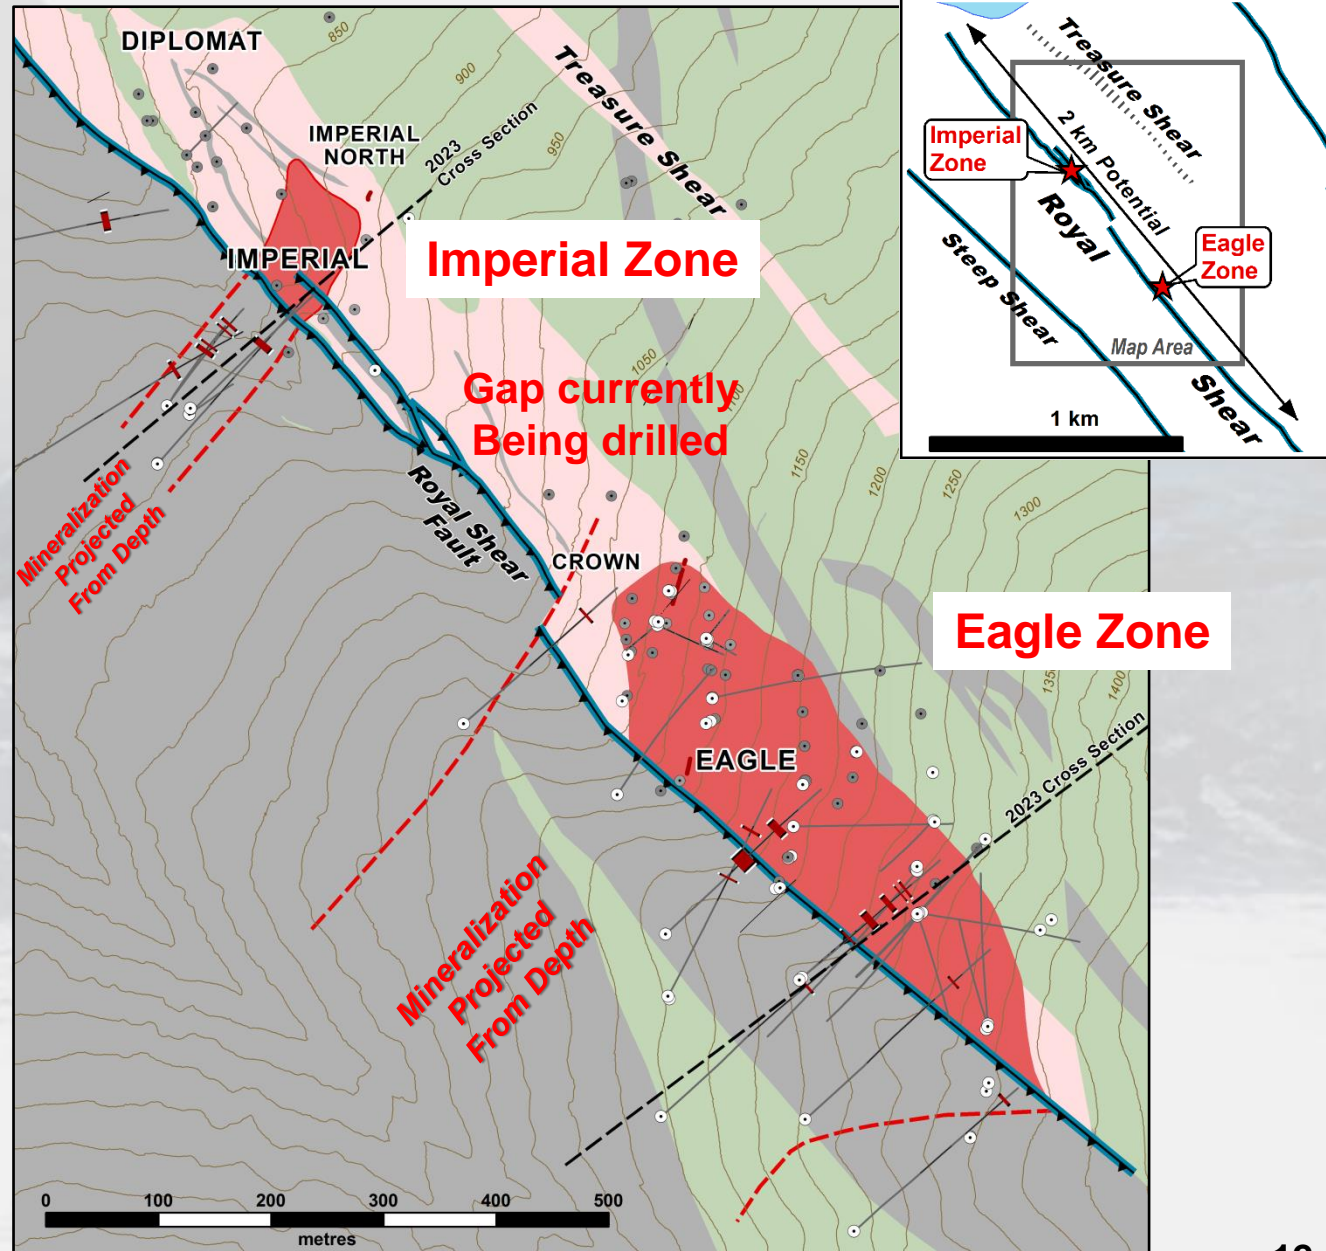 DIPLOMAT
850
900
950
IMPERIAL
NORTH
2023
Cross Section
Treasure Shear
IMPERIAL
Imperial Zone
Gap currently
Being drilled
1050
1100
1150
1200
1250
1300
1400
Mineralization
Projected
From Depth
Royal Shear
Fault
CROWN
Eagle Zone
EAGLE
2023 Cross Section
Mineralization
Projected
From Depth
0 100 200 300 400 500
metres
Treasure Shear
Imperial
Zone
2 km Potential
Royal
Shear
Eagle
Zone
Steep Shear
Map Area
1 km